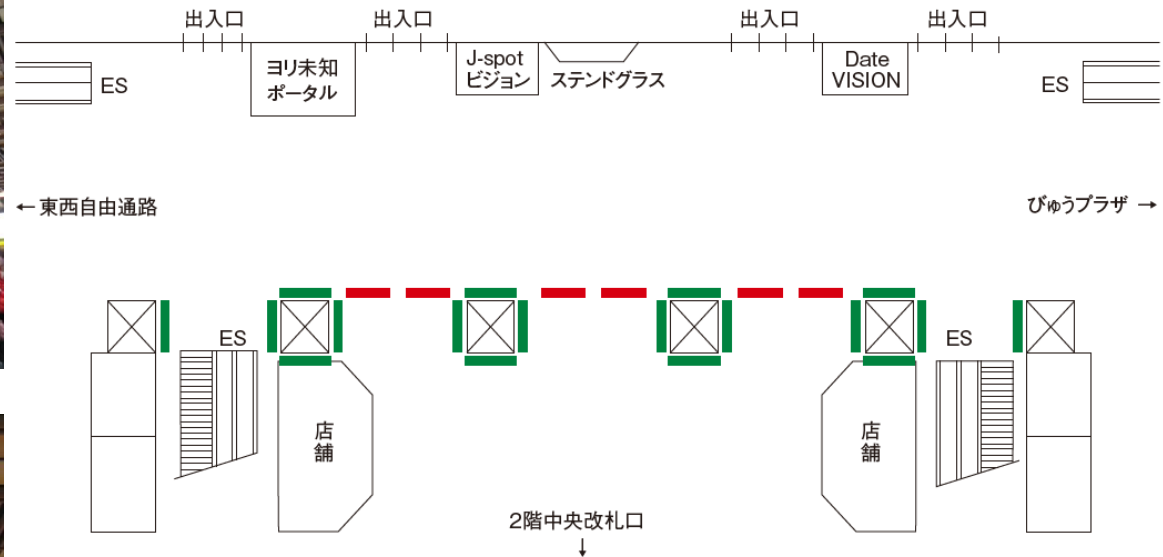 出入口
出入口
出入口
出入口
ES
ヨリ未知
ポータル
J-spot
ビジョン
ステンドグラス
Date
VISION
ES
← 東西自由通路
びゅうプラザ →
ES
ES
店
舗
店
舗
2階中央改札口
↓